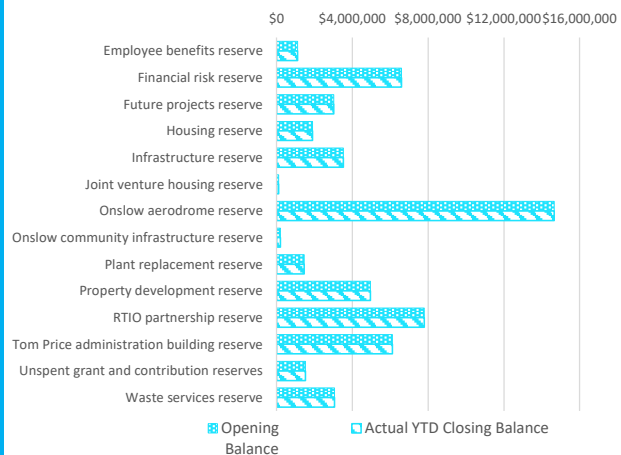 $0 $4,000,000 $8,000,000 $12,000,000 $16,000,000
Employee benefits reserve
Financial risk reserve
Future projects reserve
Housing reserve
Infrastructure reserve
Joint venture housing reserve
Onslow aerodrome reserve
Onslow community infrastructure reserve
Plant replacement reserve
Property development reserve
RTIO partnership reserve
Tom Price administration building reserve
Unspent grant and contribution reserves
Waste services reserve
Opening Actual YTD Closing Balance
Balance